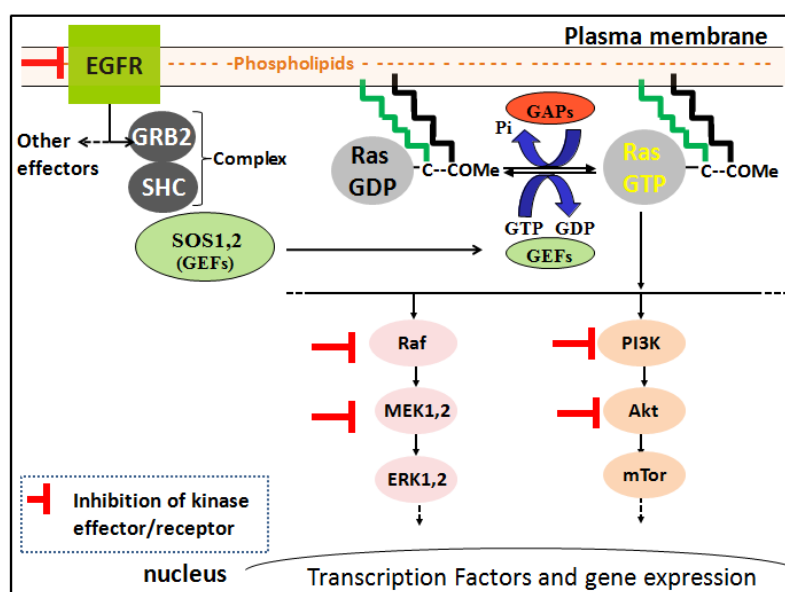 Plasma membrane
EGFR
-Phospholipids
Other
effectors
GRB2
SHC
Complex
SOS1,2
(GEFs)
Ras
GDP
C--COMe
GAPs
Pi
GTP GDP
GEFs
Ras
GTP
C--COMe
Raf
MEK1,2
ERK1,2
PI3K
Akt
mTor
Inhibition of kinase
effector/receptor
nucleus
Transcription Factors and gene expression